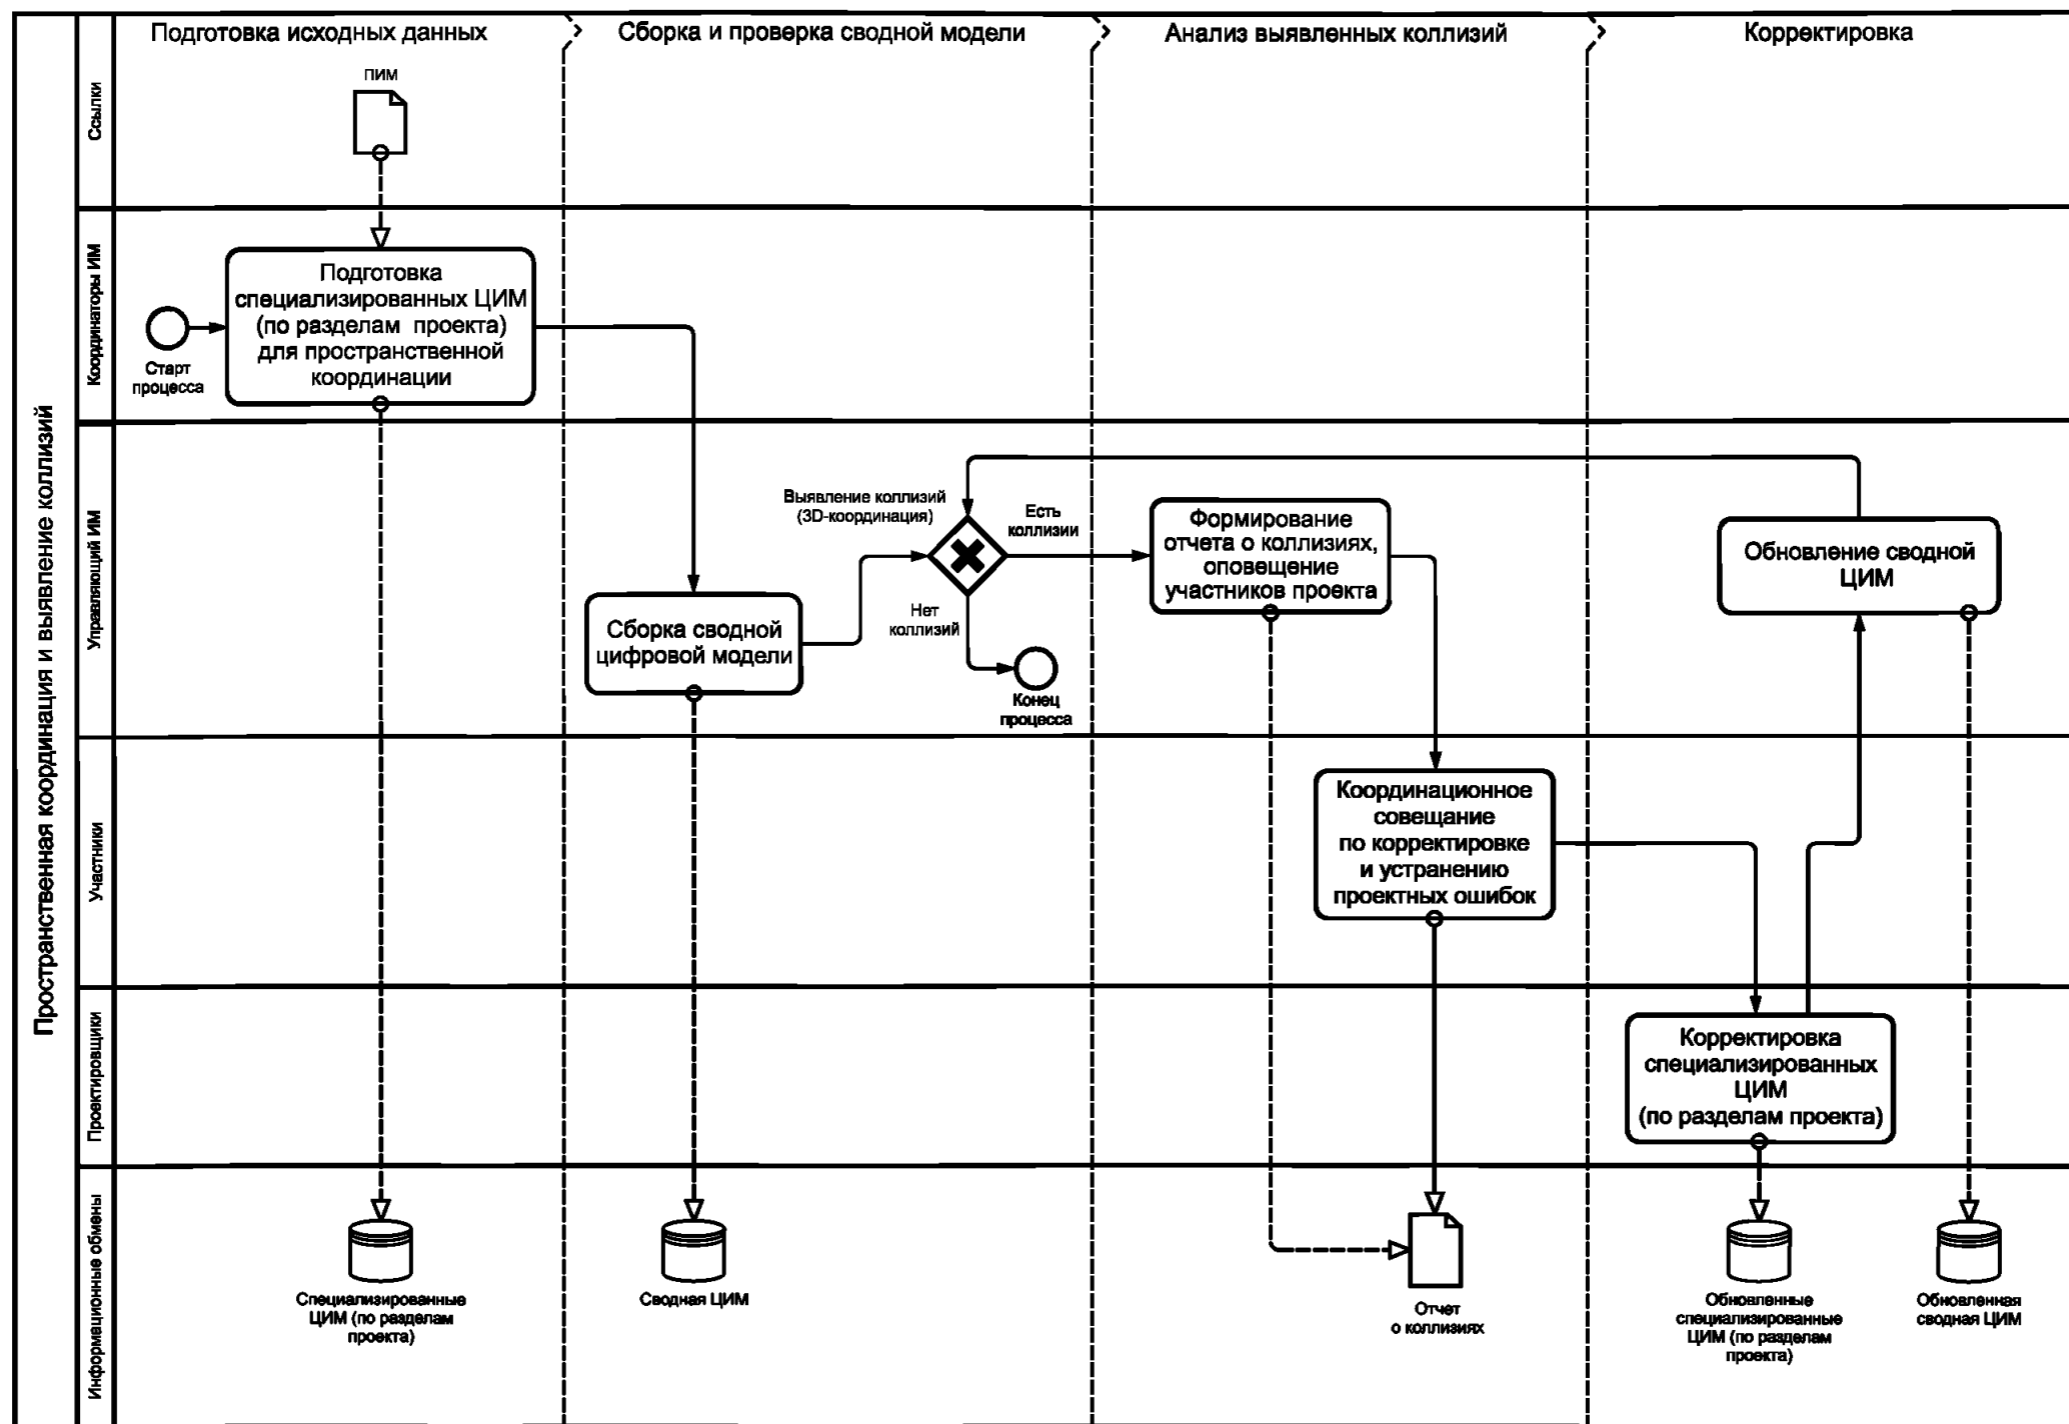 Подготовка исходных данных
Сборка и проверка сводной модели
Анализ выявленных коллизий
Корректировка
Пространственная координация и выявление коллизий
Ссылки
ПИМ
Координаторы ИМ
Старт
процесса
Подготовка
специализированных ЦИМ
(по разделам проекта)
для пространственной
координации
Управляющий ИМ
Сборка сводной
цифровой модели
Выявление коллизий
(3D-координация)
Есть
коллизии
Нет
коллизий
Конец
процесса
Формирование
отчета о коллизиях,
оповещение
участников проекта
Обновление сводной
ЦИМ
Участники
Координационное
совещание
по корректировке
и устранению
проектных ошибок
Проектировщики
Корректировка
специализированных
ЦИМ
(по разделам проекта)
Информационные обмены
Специализированные
ЦИМ (по разделам
проекта)
Сводная ЦИМ
Отчет
о коллизиях
Обновленные
специализированные
ЦИМ (по разделам
проекта)
Обновленная
сводная ЦИМ